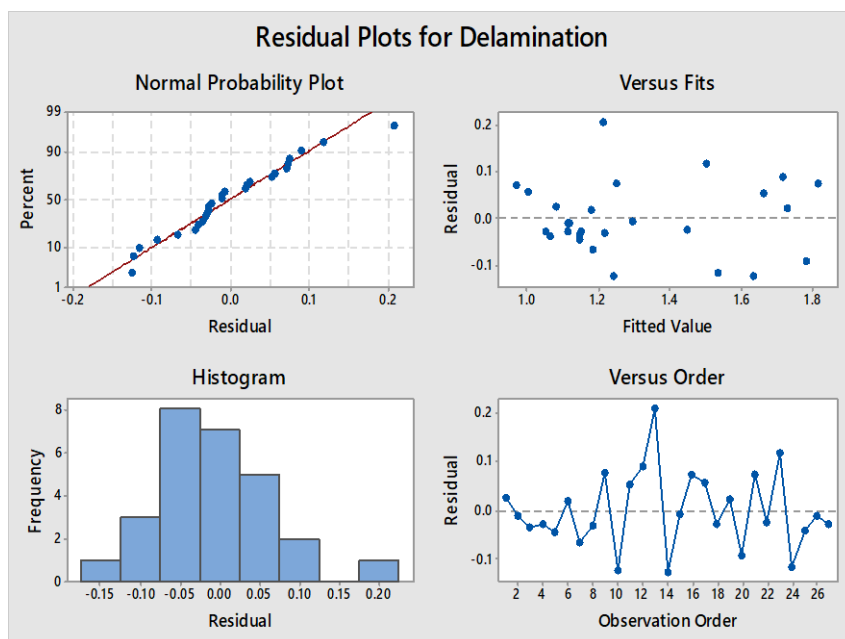 Residual Plots for Delamination
Normal Probability Plot
99
90
50
10
1
Percent
-0.2 -0.1 0.0 0.1 0.2
Residual
Versus Fits
0.2
0.1
0.0
-0.1
Residual
1.0 1.2 1.4 1.6 1.8
Fitted Value
Histogram
8
6
4
2
0
Frequency
-0.15 -0.10 -0.05 0.00 0.05 0.10 0.15 0.20
Residual
Versus Order
0.2
0.1
0.0
-0.1
Residual
2 4 6 8 10 12 14 16 18 20 22 24 26
Observation Order